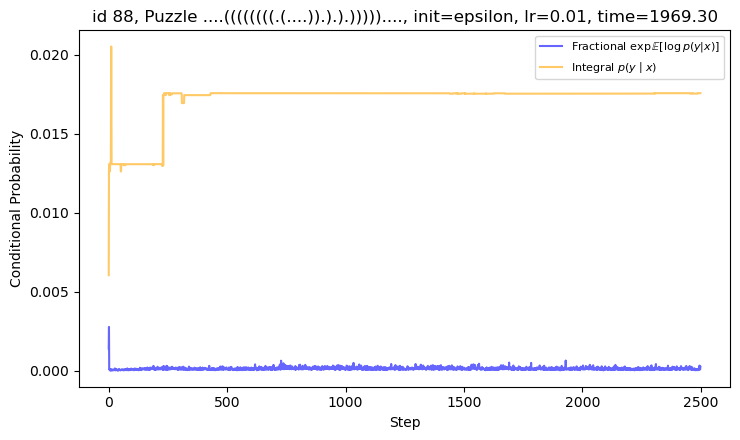 id 88, Puzzle ....((((((((.(....)).).).)))))...., init=epsilon, lr=0.01, time=1969.30
Fractional exp𝔼[log p(y|x)]
Integral p(y | x)
Conditional Probability
0.020
0.015
0.010
0.005
0.000
0
500
1000
1500
2000
2500
Step